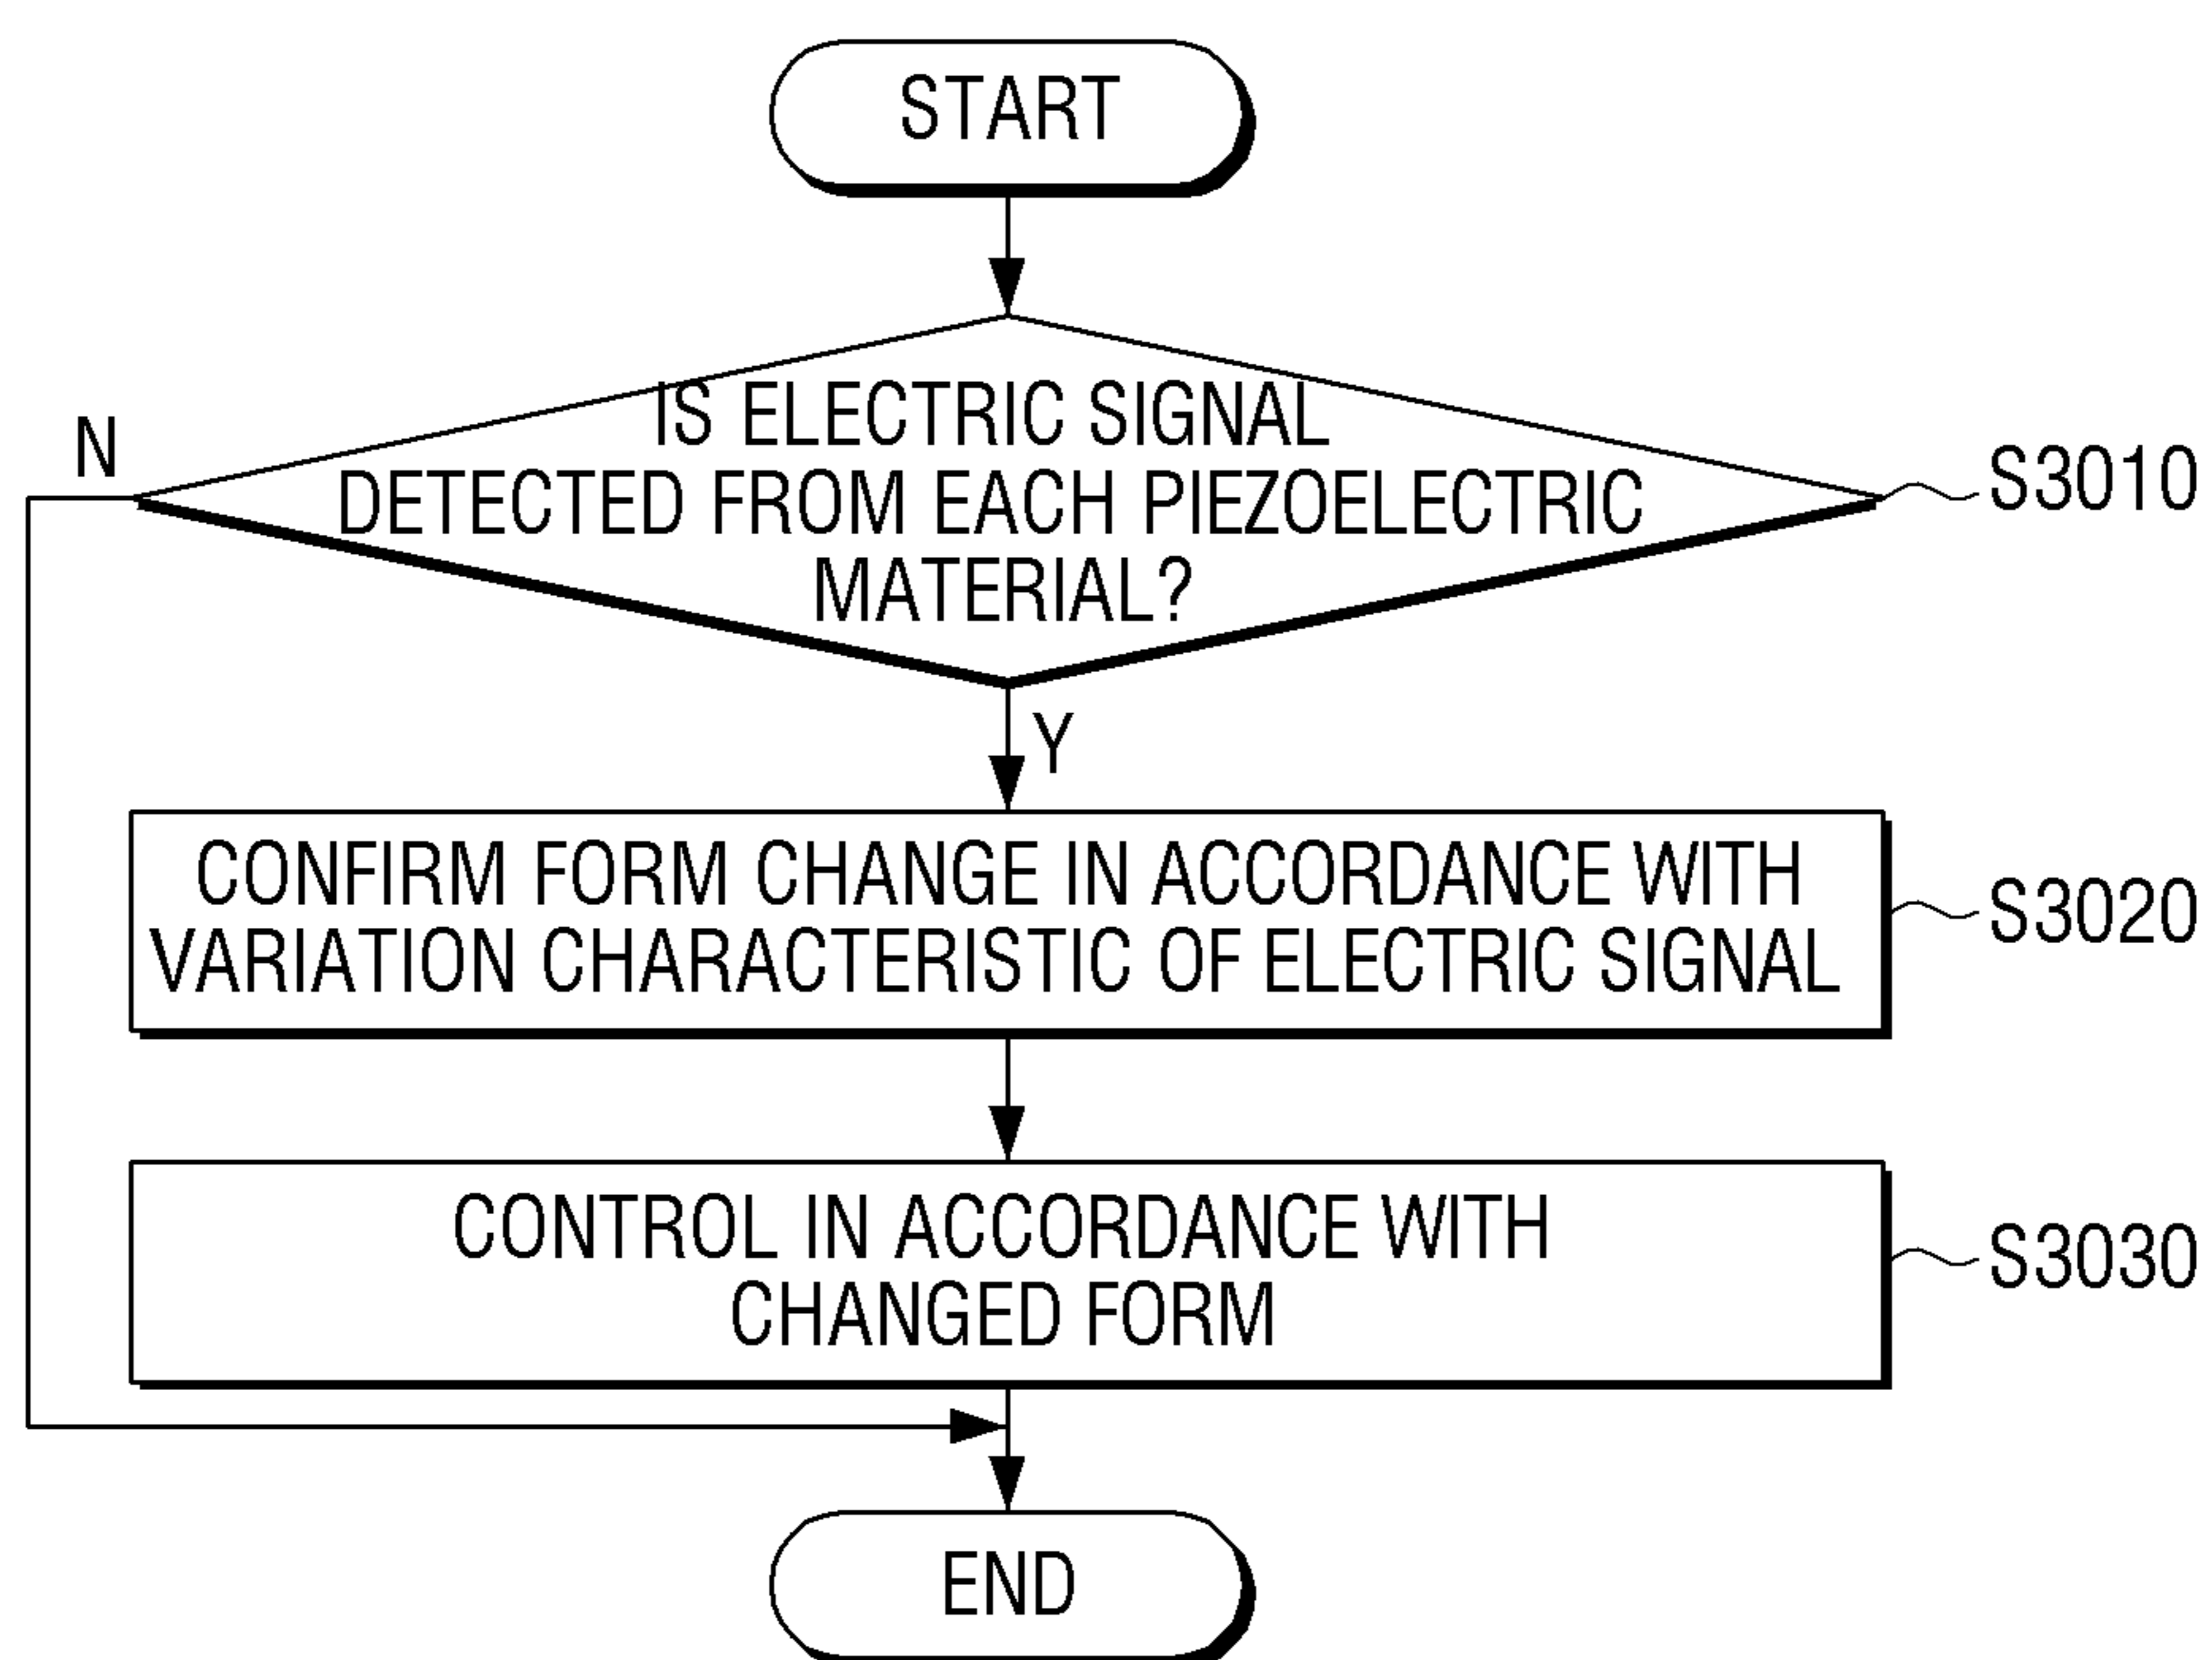 START
IS ELECTRIC SIGNAL
DETECTED FROM EACH PIEZOELECTRIC
MATERIAL?
N
S3010
Y
CONFIRM FORM CHANGE IN ACCORDANCE WITH
VARIATION CHARACTERISTIC OF ELECTRIC SIGNAL
S3020
CONTROL IN ACCORDANCE WITH
CHANGED FORM
S3030
END